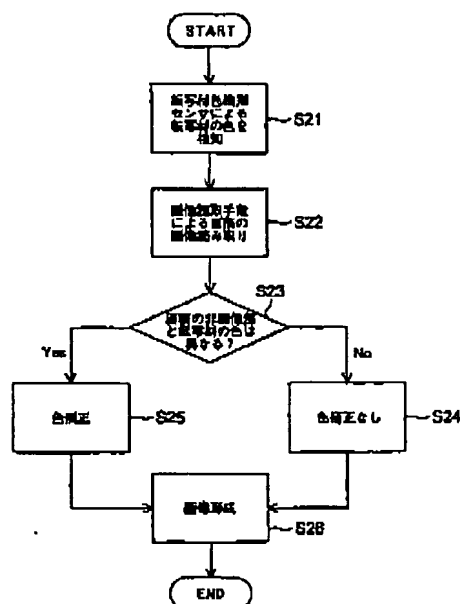 START
転写材色検知
センサによる
転写材の色を
検知
S21
画像読取手段
による画像の
画像読み取り
S22
S23
原稿の非画像部
と転写材の色は
異なる？
Yes
No
色補正
S25
色補正なし
S24
画像形成
S26
END